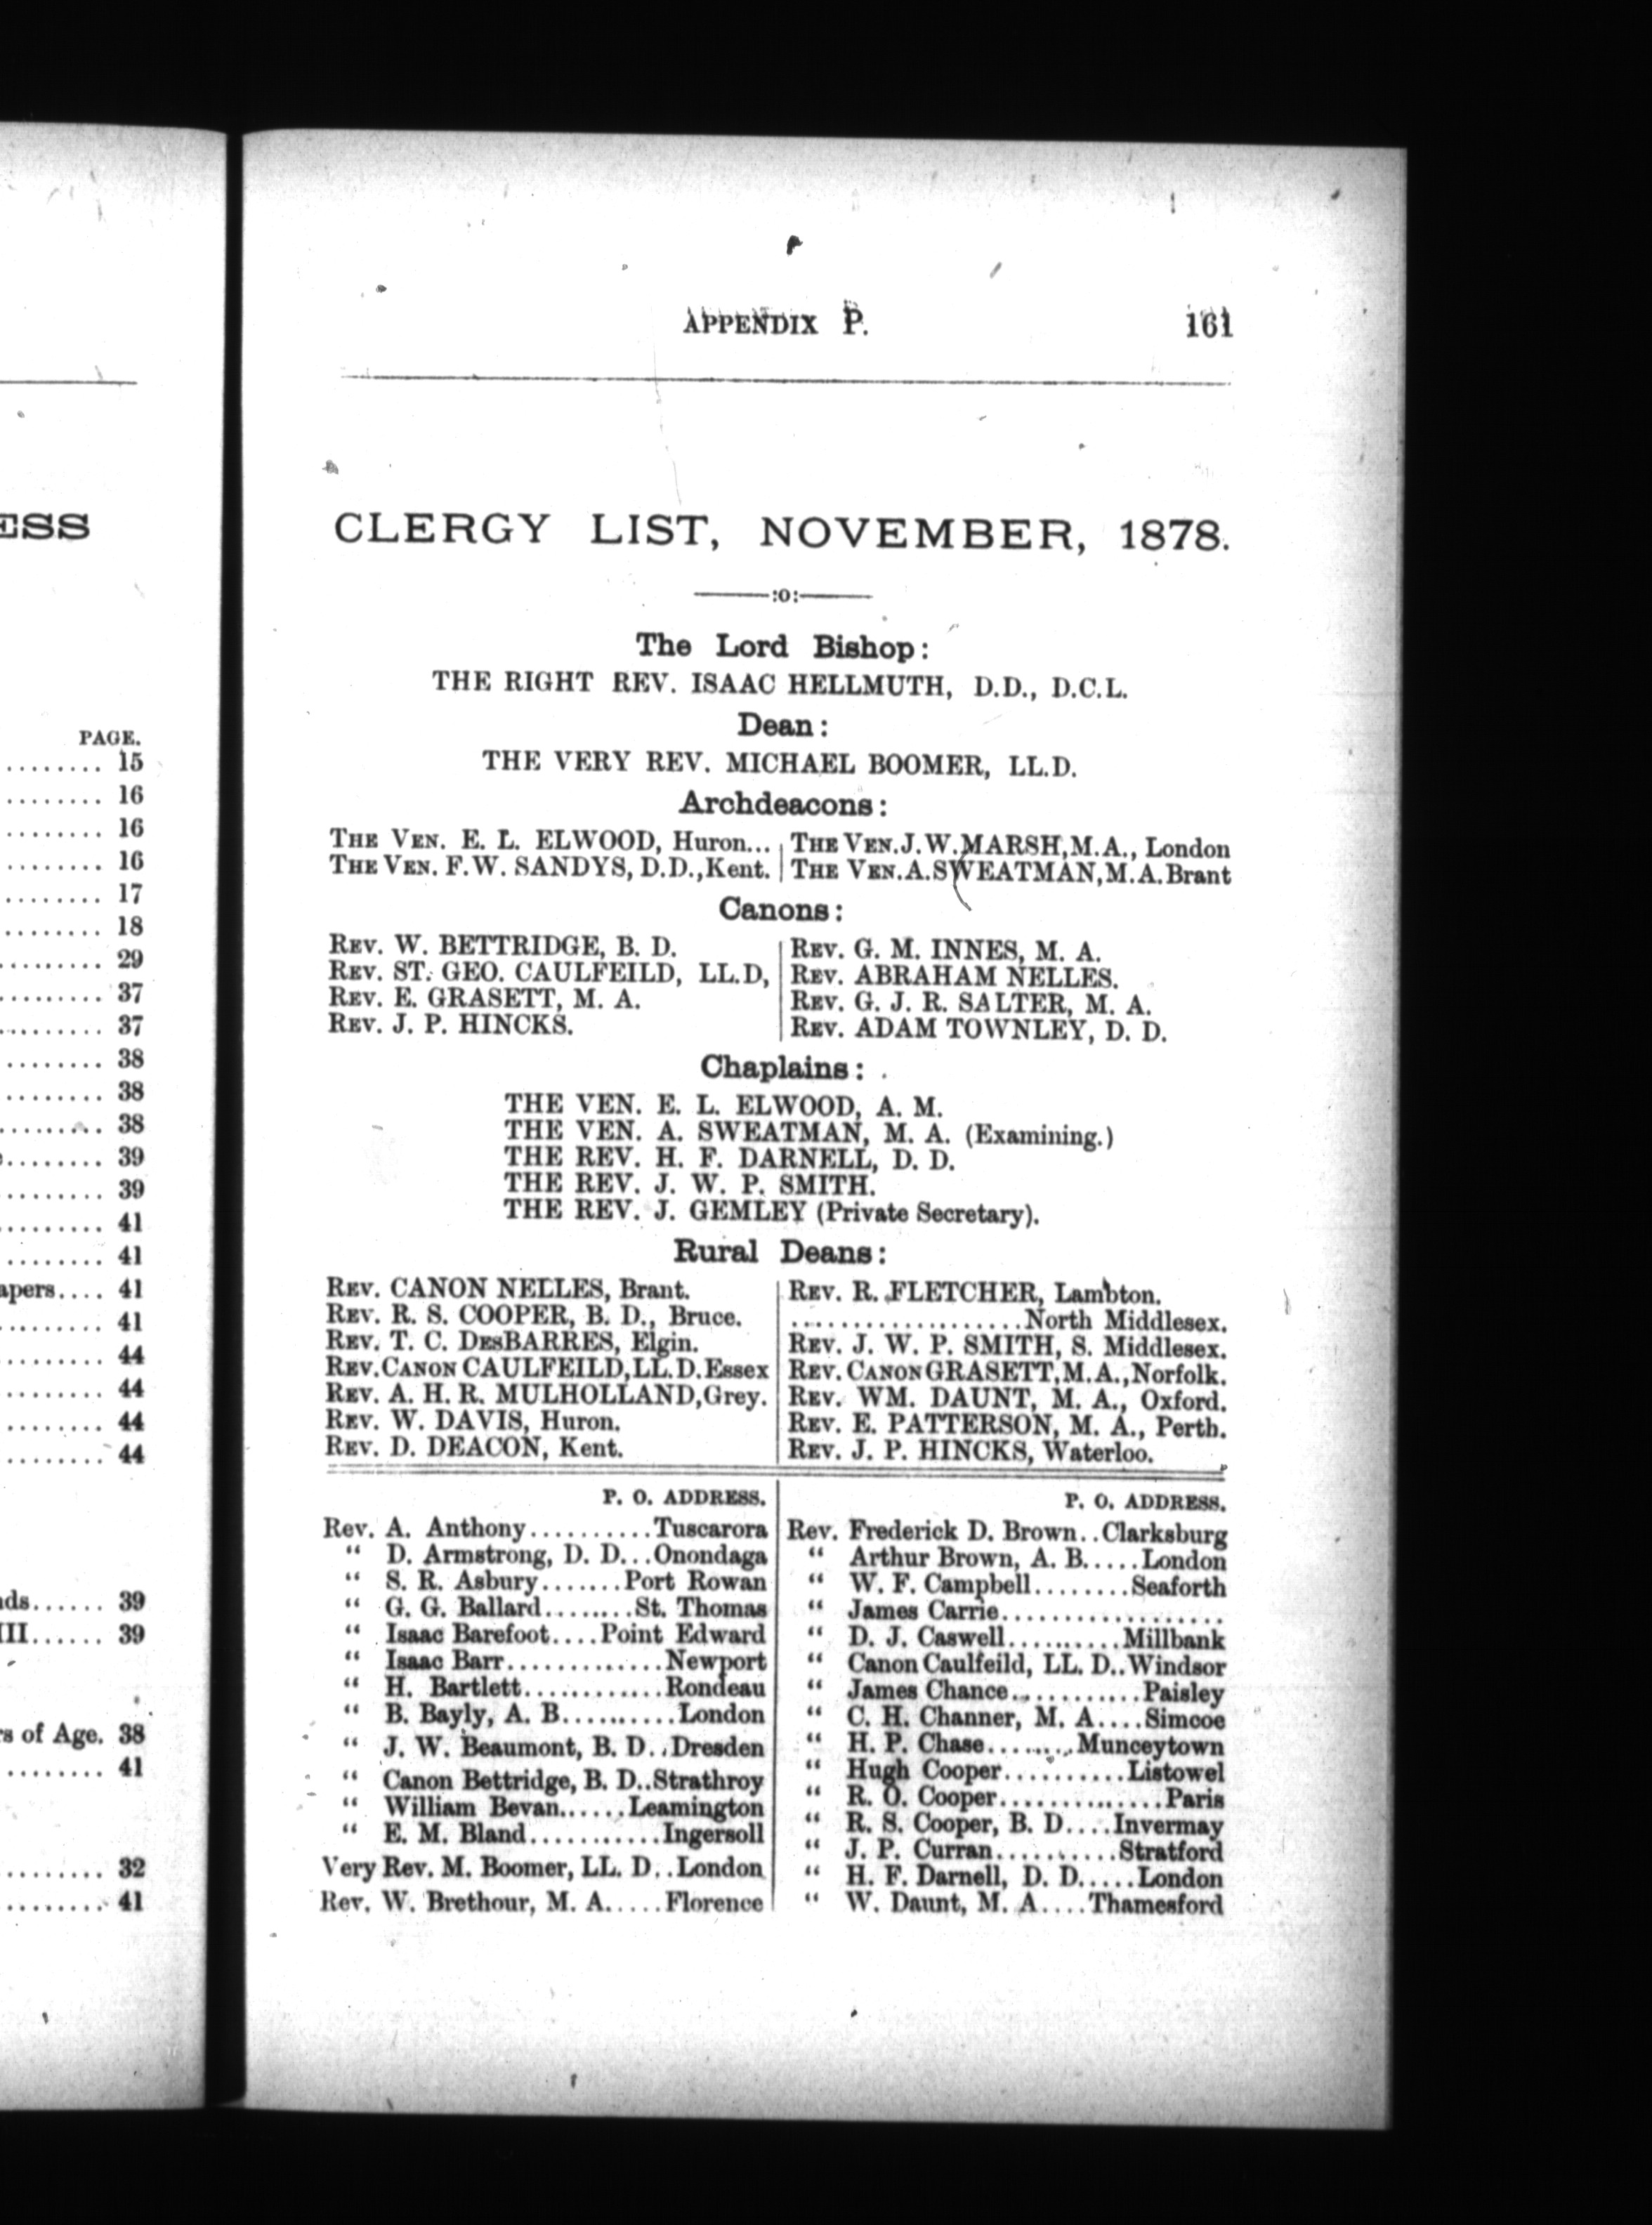 ESS
PAGE.
15
16
16
16
17
18
29
37
37
38
38
38
39
39
41
41
apers.... 41
41
44
44
44
44
ds...... 39
III...... 39
rs of Age. 38
41
32
41
APPENDIX P. 161
CLERGY LIST, NOVEMBER, 1878.
:o:
The Lord Bishop:
THE RIGHT REV. ISAAC HELLMUTH, D.D., D.C.L.
Dean:
THE VERY REV. MICHAEL BOOMER, LL.D.
Archdeacons:
THE VEN. E. L. ELWOOD, Huron...
THE VEN. F.W. SANDYS, D.D.,Kent.
THE VEN.J.W.MARSH,M.A., London
THE VEN.A.SWEATMAN,M.A.Brant
Canons:
REV. W. BETTRIDGE, B. D.
REV. ST. GEO. CAULFEILD, LL.D,
REV. E. GRASETT, M. A.
REV. J. P. HINCKS.
REV. G. M. INNES, M. A.
REV. ABRAHAM NELLES.
REV. G. J. R. SALTER, M. A.
REV. ADAM TOWNLEY, D. D.
Chaplains:
THE VEN. E. L. ELWOOD, A. M.
THE VEN. A. SWEATMAN, M. A. (Examining.)
THE REV. H. F. DARNELL, D. D.
THE REV. J. W. P. SMITH.
THE REV. J. GEMLEY (Private Secretary).
Rural Deans:
REV. CANON NELLES, Brant.
REV. R. S. COOPER, B. D., Bruce.
REV. T. C. DESBARRES, Elgin.
REV.CANON CAULFEILD,LL.D.Essex
REV. A. H. R. MULHOLLAND,Grey.
REV. W. DAVIS, Huron.
REV. D. DEACON, Kent.
REV. R. FLETCHER, Lambton.
...................North Middlesex.
REV. J. W. P. SMITH, S. Middlesex.
REV. CANON GRASETT,M.A.,Norfolk.
REV. WM. DAUNT, M. A., Oxford.
REV. E. PATTERSON, M. A., Perth.
REV. J. P. HINCKS, Waterloo.
P. O. ADDRESS.
Rev. A. Anthony..........Tuscarora
“ D. Armstrong, D. D...Onondaga
“ S. R. Asbury.......Port Rowan
“ G. G. Ballard........St. Thomas
“ Isaac Barefoot....Point Edward
“ Isaac Barr.............Newport
“ H. Bartlett............Rondeau
“ B. Bayly, A. B..........London
“ J. W. Beaumont, B. D..Dresden
“ Canon Bettridge, B. D..Strathroy
“ William Bevan......Leamington
“ E. M. Bland...........Ingersoll
Very Rev. M. Boomer, LL. D..London
Rev. W. Brethour, M. A.....Florence
P. O. ADDRESS.
Rev. Frederick D. Brown..Clarksburg
“ Arthur Brown, A. B.....London
“ W. F. Campbell........Seaforth
“ James Carrie..................
“ D. J. Caswell..........Millbank
“ Canon Caulfeild, LL. D..Windsor
“ James Chance...........Paisley
“ C. H. Channer, M. A....Simcoe
“ H. P. Chase........Munceytown
“ Hugh Cooper..........Listowel
“ R. O. Cooper.............Paris
“ R. S. Cooper, B. D....Invermay
“ J. P. Curran..........Stratford
“ H. F. Darnell, D. D.....London
“ W. Daunt, M. A....Thamesford